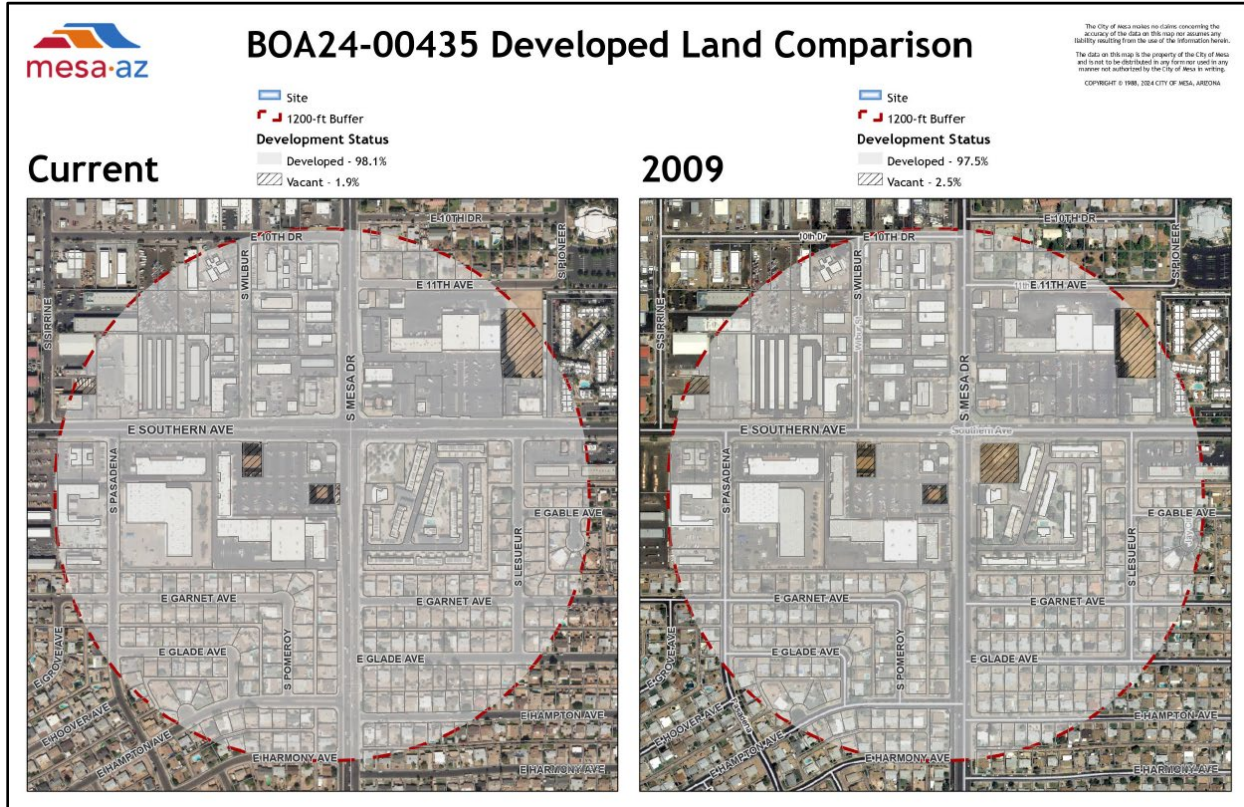 mesa·az
BOA24-00435 Developed Land Comparison
The City of Mesa makes no claims concerning the
accuracy of the data on this map nor assumes any
liability resulting from the use of the information herein.
The data on this map is the property of the City of Mesa
and is not to be distributed in any form nor used in any
manner not authorized by the City of Mesa in writing.
COPYRIGHT © 1988, 2024 CITY OF MESA, ARIZONA
Current
Site
1200-ft Buffer
Development Status
Developed - 98.1%
Vacant - 1.9%
E 10TH DR
E 10TH DR
S PIONEER
S WILBUR
E 11TH AVE
S SIRRINE
S MESA DR
E SOUTHERN AVE
S PASADENA
E GABLE AVE
S LESUEUR
E GARNET AVE
E GARNET AVE
E GLADE AVE
E GLADE AVE
S POMEROY
E GROVE AVE
E HOOVER AVE
E HAMPTON AVE
E HAMPTON AVE
E HARMONY AVE
E HARMONY AVE
2009
Site
1200-ft Buffer
Development Status
Developed - 97.5%
Vacant - 2.5%
E 10TH DR
10th Dr
E 10TH DR
S PIONEER
S WILBUR
E 11TH AVE
Wilbur St
S SIRRINE
S MESA DR
E SOUTHERN AVE
Southern Ave
S PASADENA
E GABLE AVE
S LESUEUR
E GARNET AVE
E GARNET AVE
E GLADE AVE
E GLADE AVE
S POMEROY
E GROVE AVE
E HOOVER AVE
E HAMPTON AVE
E HAMPTON AVE
E HARMONY AVE
E HARMONY AVE